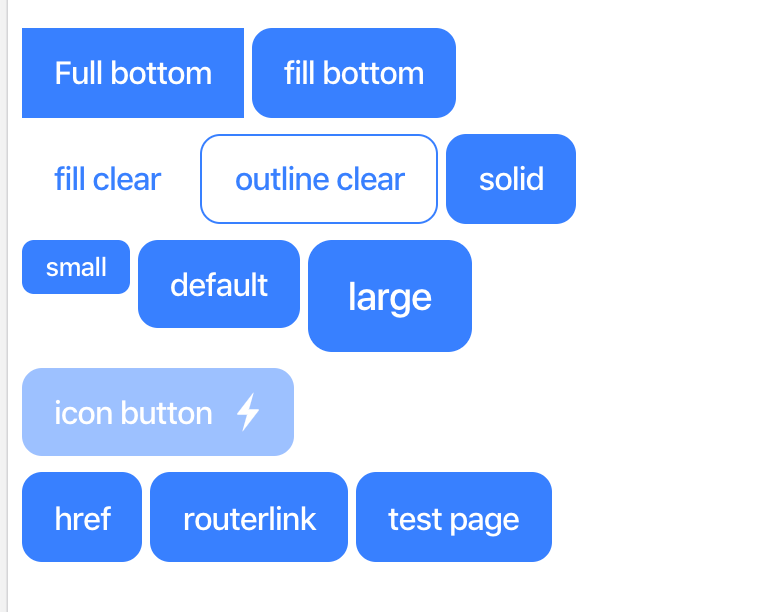 Full bottom fill bottom
fill clear outline clear solid
small default large
icon button
href routerlink test page